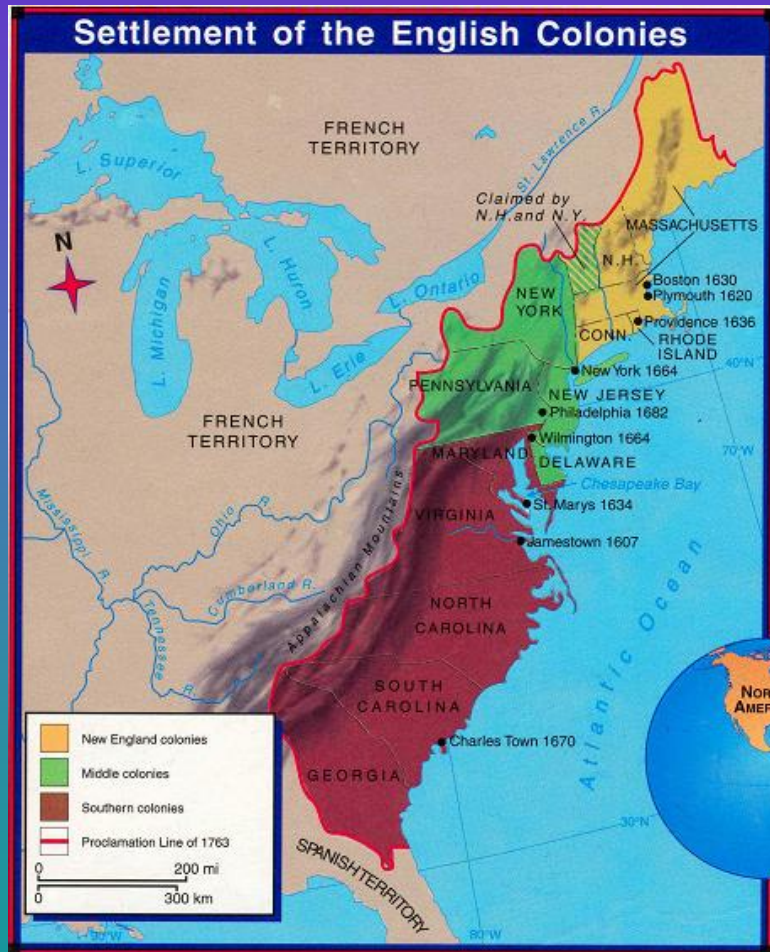 Settlement of the English Colonies
FRENCH
TERRITORY
L. Superior
St. Lawrence R.
Claimed by
N.H. and N.Y.
N
MASSACHUSETTS
L. Huron
N.H.
L. Michigan
L. Ontario
Boston 1630
Plymouth 1620
NEW
YORK
Providence 1636
CONN.
RHODE
ISLAND
L. Erie
40°N
New York 1664
PENNSYLVANIA
NEW JERSEY
Philadelphia 1682
FRENCH
TERRITORY
Wilmington 1664
MARYLAND
DELAWARE
70°W
Chesapeake Bay
St. Marys 1634
VIRGINIA
Mississippi R.
Ohio R.
Jamestown 1607
Appalachian Mountains
Cumberland R.
Tennessee R.
NORTH
CAROLINA
Atlantic Ocean
SOUTH
CAROLINA
NOR
AMER
Charles Town 1670
GEORGIA
New England colonies
Middle colonies
Southern colonies
Proclamation Line of 1763
30°N
SPANISH TERRITORY
0 200 mi
0 300 km
90°W
80°W